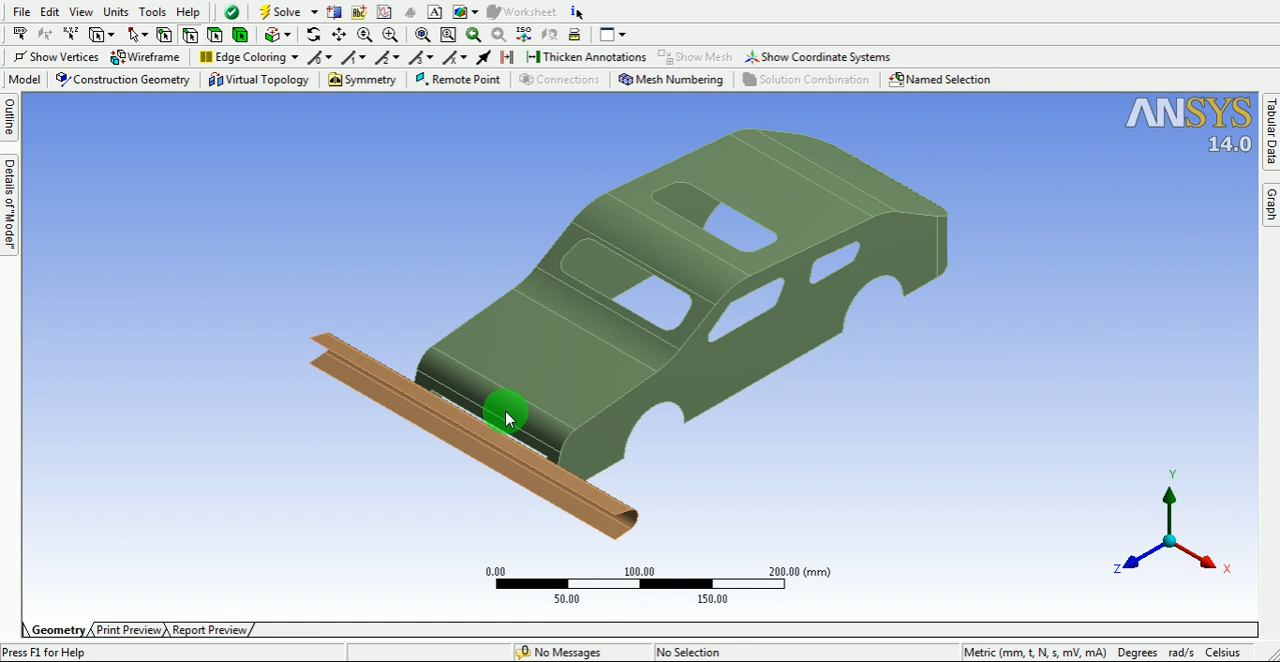 File Edit View Units Tools Help Solve Worksheet
Show Vertices Wireframe Edge Coloring Thicken Annotations Show Mesh Show Coordinate Systems
Model Construction Geometry Virtual Topology Symmetry Remote Point Connections Mesh Numbering Solution Combination Named Selection
Outline
Details of "Model"
Tabular Data
Graph
ANSYS
14.0
Y
Z
X
0.00 100.00 200.00 (mm)
50.00 150.00
Geometry Print Preview Report Preview
Press F1 for Help No Messages No Selection Metric (mm, t, N, s, mV, mA) Degrees rad/s Celsius